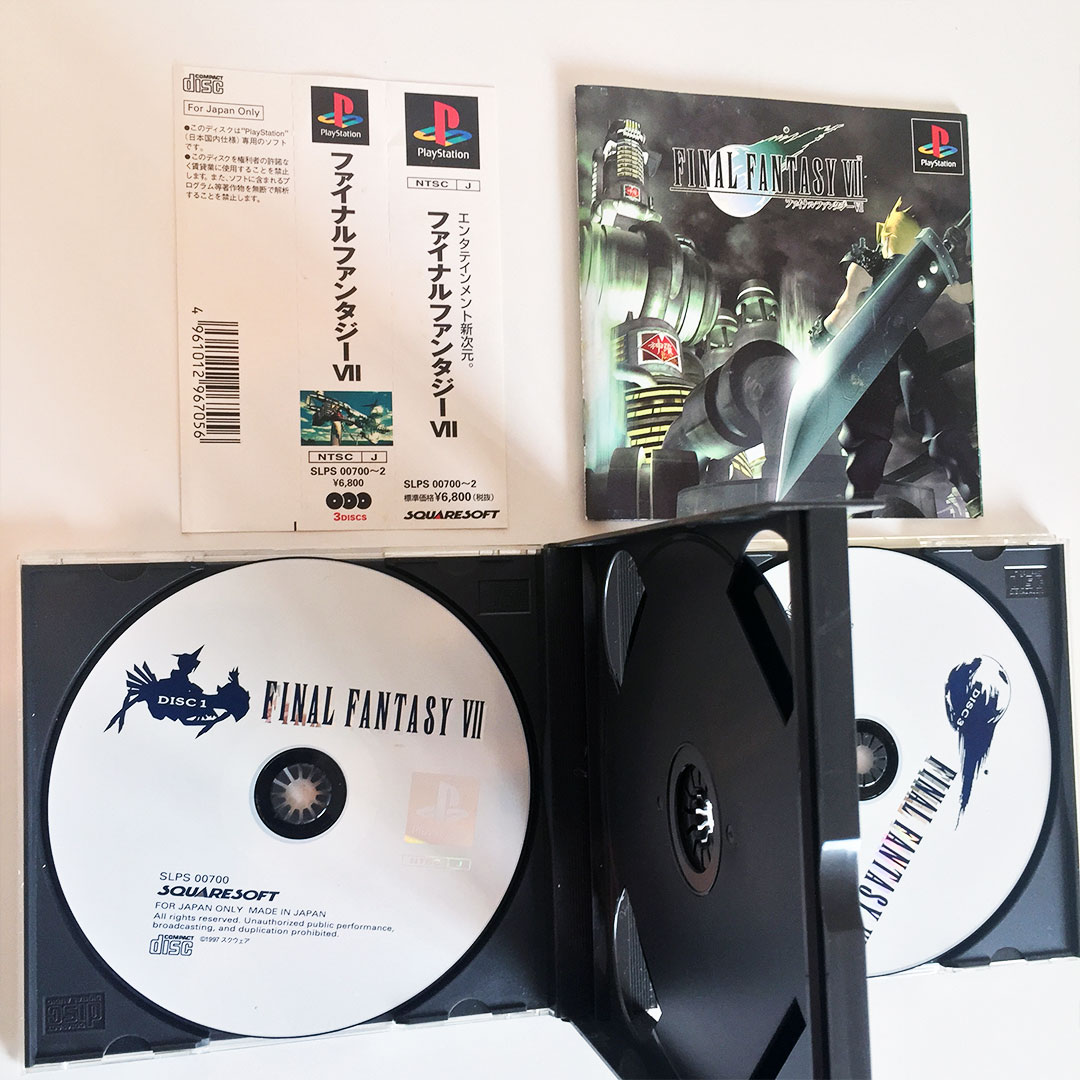 COMPACT
disc
For Japan Only
●このディスクは"PlayStation"
(日本国内仕様)専用のソフト
です。
●このディスクを権利者の許諾な
く賃貸業に使用することを禁止
します。また、ソフトに含まれるプ
ログラム等著作物を無断で解析
することを禁止します。
4 961012 967056
PlayStation
ファイナルファンタジーVII
NTSC J
SLPS 00700〜2
¥6,800
3DISCS
PlayStation
NTSC J
エンタテインメント新次元。
ファイナルファンタジーVII
SLPS 00700〜2
標準価格¥6,800(税抜)
SQUARESOFT
FINAL FANTASY VII
ファイナルファンタジーVII
PlayStation
神羅
DISC 1
FINAL FANTASY VII
SLPS 00700
SQUARESOFT
FOR JAPAN ONLY MADE IN JAPAN
All rights reserved. Unauthorized public performance,
broadcasting, and duplication prohibited.
COMPACT
disc
©1997 スクウェア
DISC 3
FINAL FANTASY